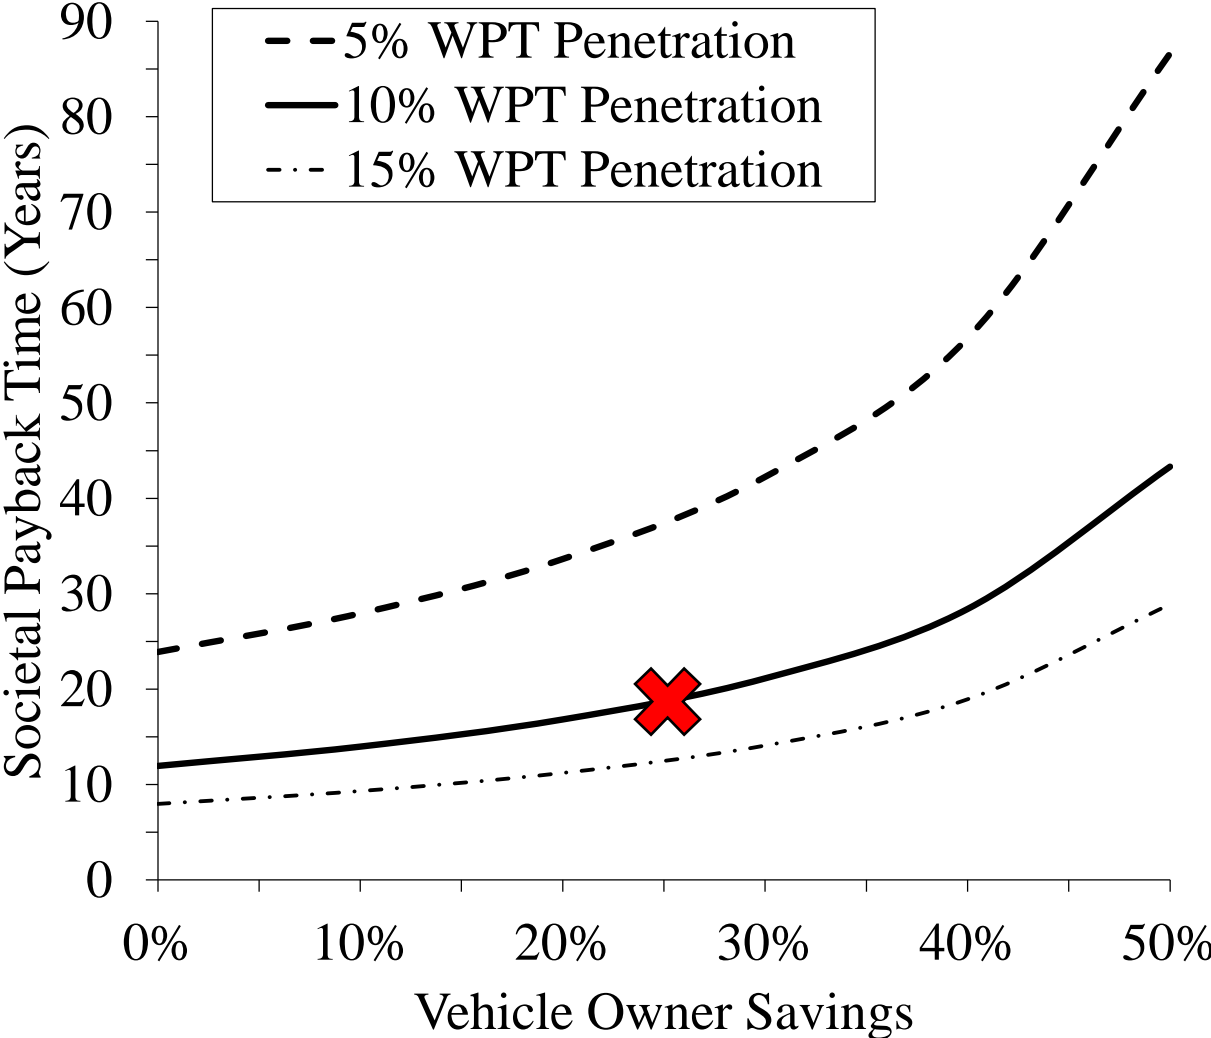 5% WPT Penetration
10% WPT Penetration
15% WPT Penetration
Societal Payback Time (Years)
90
80
70
60
50
40
30
20
10
0
0% 10% 20% 30% 40% 50%
Vehicle Owner Savings